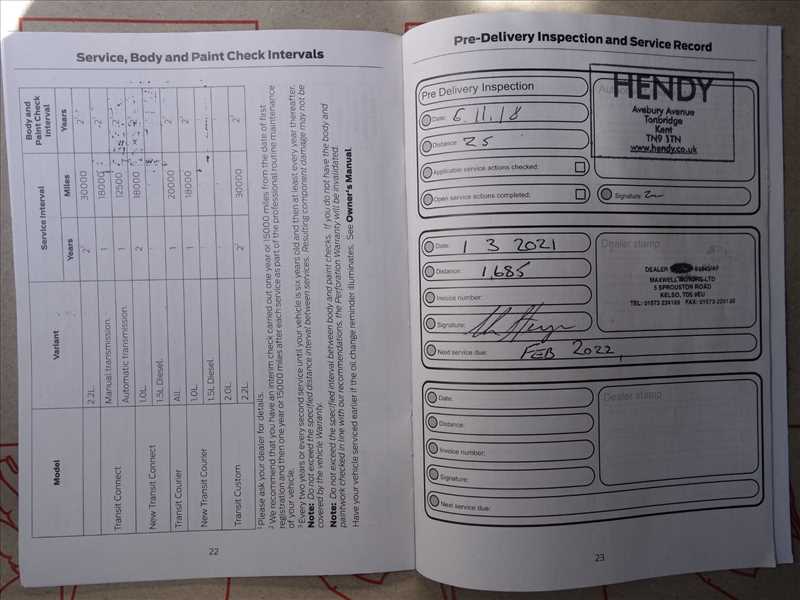 Service, Body and Paint Check Intervals
Model
Variant
Service Interval
Body and Paint Check Interval
Years
Miles
Years
2.2L 2 30000 2
Manual transmission. 1 18000 2
Transit Connect Automatic transmission. 1 12500
1.0L 2 18000
New Transit Connect 1.5L Diesel.
Transit Courier All. 1 20000 2
1.0L 1 18000 2
New Transit Courier 1.5L Diesel.
2.0L
Transit Custom 2.2L 2 30000 2
1 Please ask your dealer for details.
2 We recommend that you have an interim check carried out one year or 15000 miles from the date of first
registration and then one year or 15000 miles after each service as part of the professional routine maintenance
of your vehicle.
3 Every two years or every second service until your vehicle is six years old and then at least every year thereafter.
Note: Do not exceed the specified distance interval between services. Resulting component damage may not be
covered by the vehicle Warranty.
Note: Do not exceed the specified interval between body and paint checks. If you do not have the body and
paintwork checked in line with our recommendations, the Perforation Warranty will be invalidated.
Have your vehicle serviced earlier if the oil change reminder illuminates. See Owner's Manual.
22
Pre-Delivery Inspection and Service Record
Pre Delivery Inspection
Date: 6.11.18
Distance: 25
Applicable service actions checked:
Open service actions completed:
HENDY
Avebury Avenue
Tonbridge
Kent
TN9 1TN
www.hendy.co.uk
Signature:
Date: 1 3 2021
Distance: 1,685
Invoice number:
Signature:
Next service due: FEB 2022,
Dealer stamp
DEALER
MAXWELL MOTORS LTD
5 SPROUSTON ROAD
KELSO, TD5
TEL: 01573 FAX: 01573
Date:
Distance:
Invoice number:
Signature:
Next service due:
Dealer stamp
23